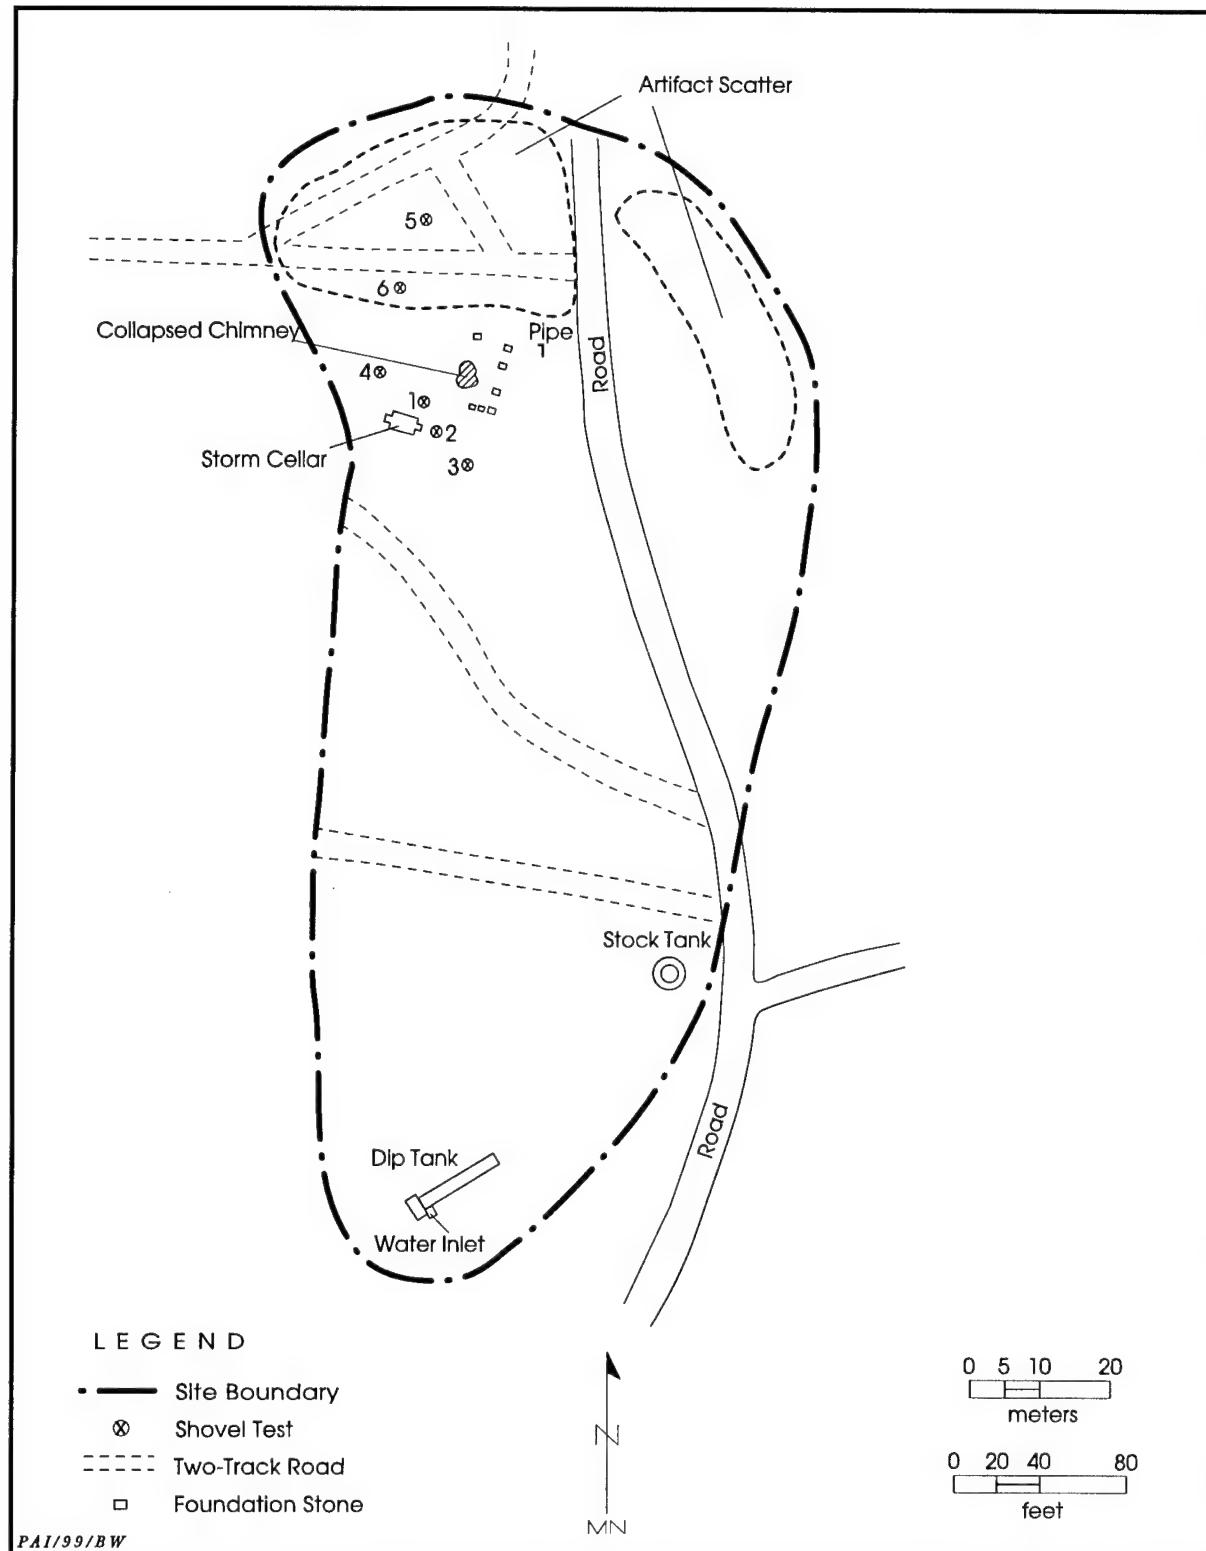 Artifact Scatter
5
6
Collapsed Chimney
Pipe
1
Road
4
1
2
Storm Cellar
3
Stock Tank
Road
Dip Tank
Water Inlet
LEGEND
Site Boundary
Shovel Test
Two-Track Road
Foundation Stone
N
MN
0 5 10 20
meters
0 20 40 80
feet
PAI/99/BW